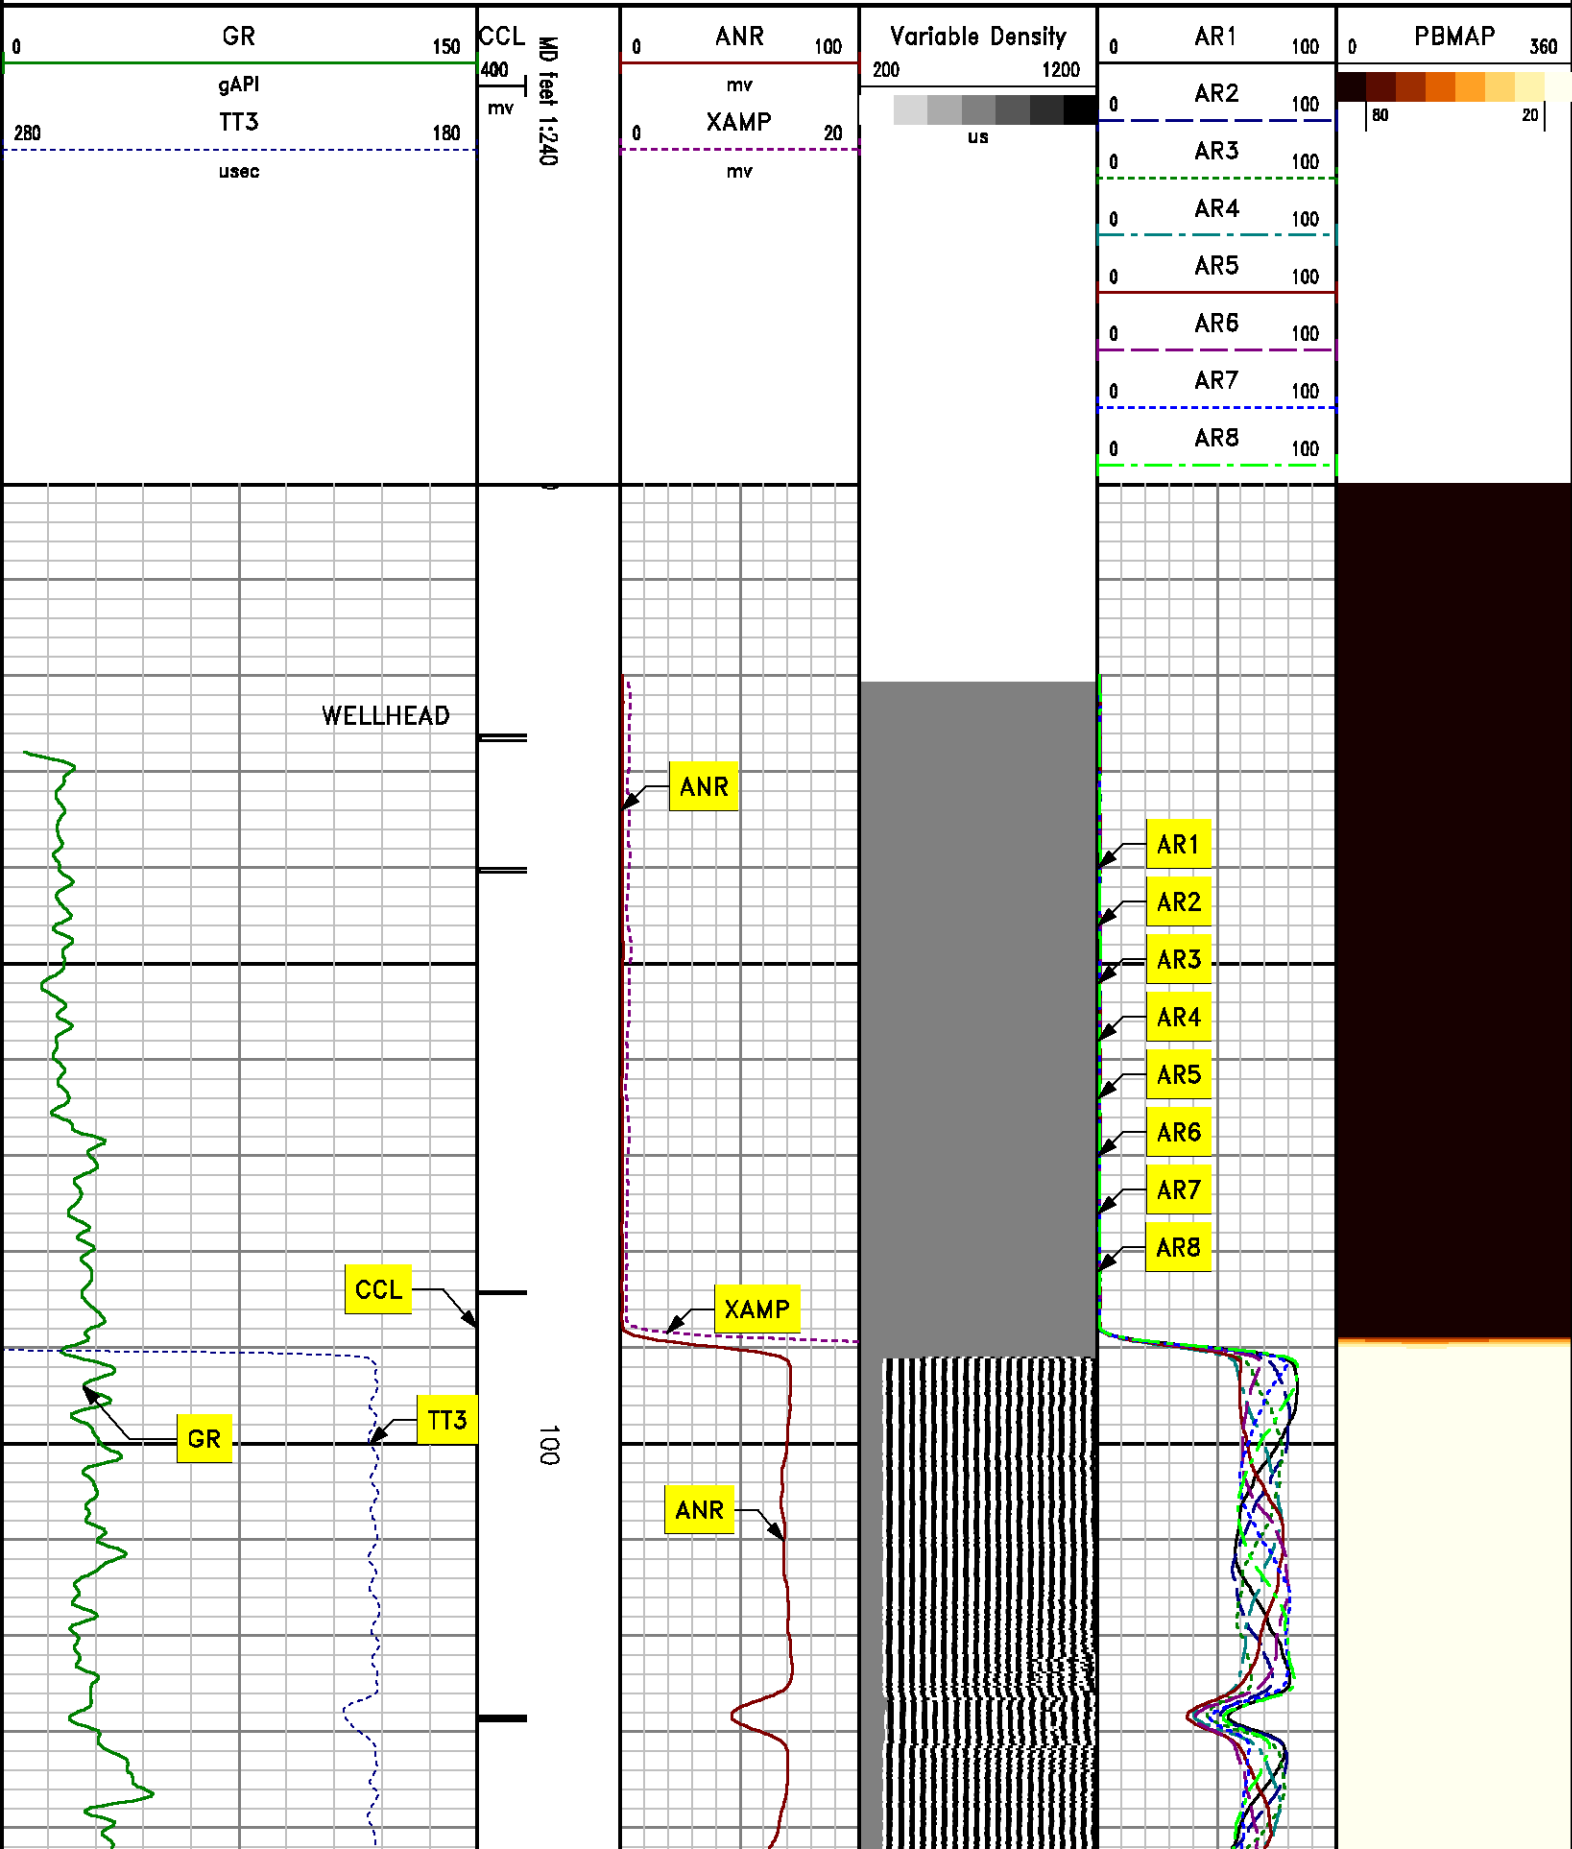 0 GR 150
gAPI
280 TT3 180
usec
CCL
400
mv
MD feet 1:240
0 ANR 100
mv
0 XAMP 20
mv
Variable Density
200 1200
us
0 AR1 100
0 AR2 100
0 AR3 100
0 AR4 100
0 AR5 100
0 AR6 100
0 AR7 100
0 AR8 100
0 PBMAP 360
80 20
WELLHEAD
ANR
AR1
AR2
AR3
AR4
AR5
AR6
AR7
AR8
CCL
XAMP
TT3
GR
100
ANR